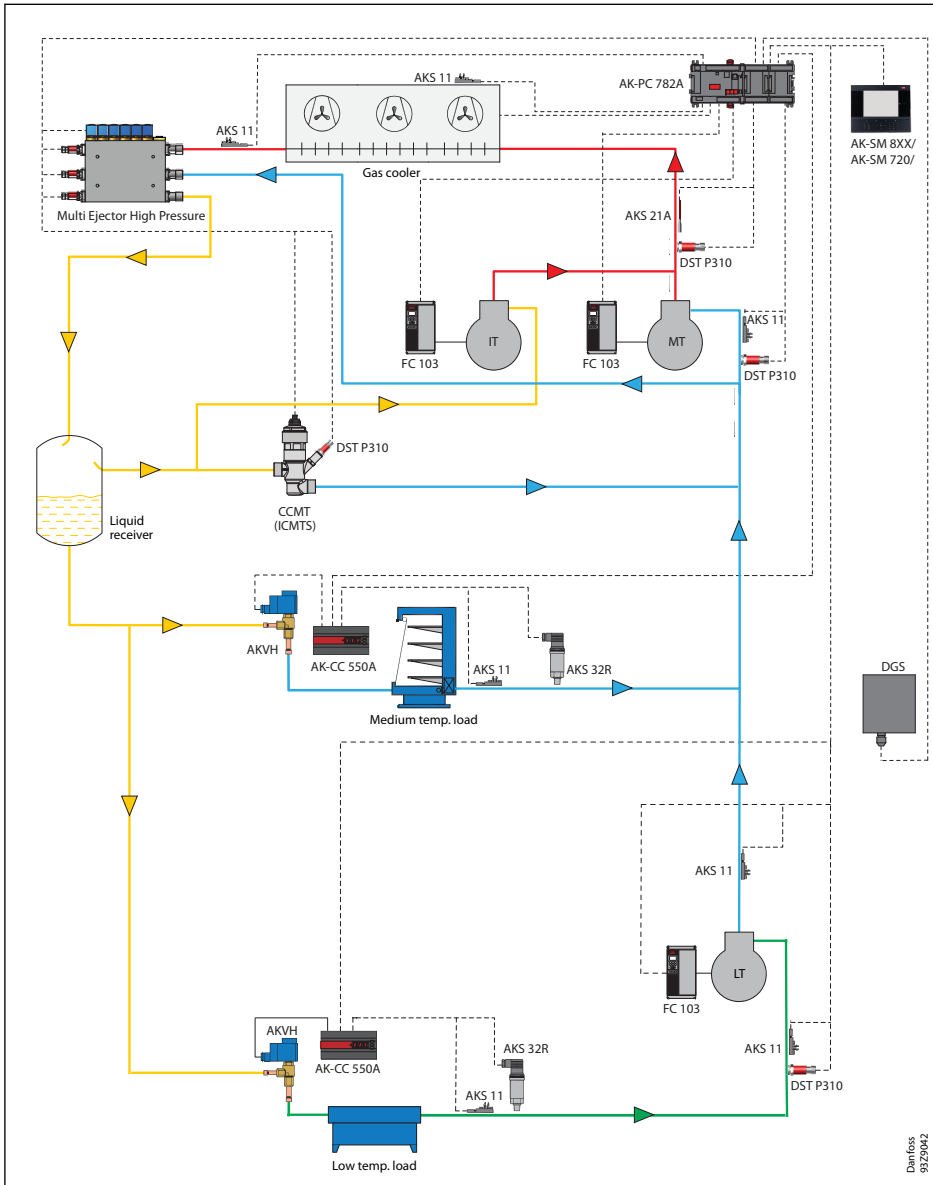 AKS 11
AK-PC 782A
AKS 11
AK-SM 8XX/
AK-SM 720/
Gas cooler
Multi Ejector High Pressure
AKS 21A
DST P310
IT
MT
AKS 11
FC 103
FC 103
DST P310
DST P310
CCMT
(ICMTS)
Liquid
receiver
AKVH
AK-CC 550A
AKS 11
AKS 32R
DGS
Medium temp. load
AKS 11
LT
FC 103
AKVH
AK-CC 550A
AKS 32R
AKS 11
AKS 11
DST P310
Low temp. load
Danfoss
93Z9042